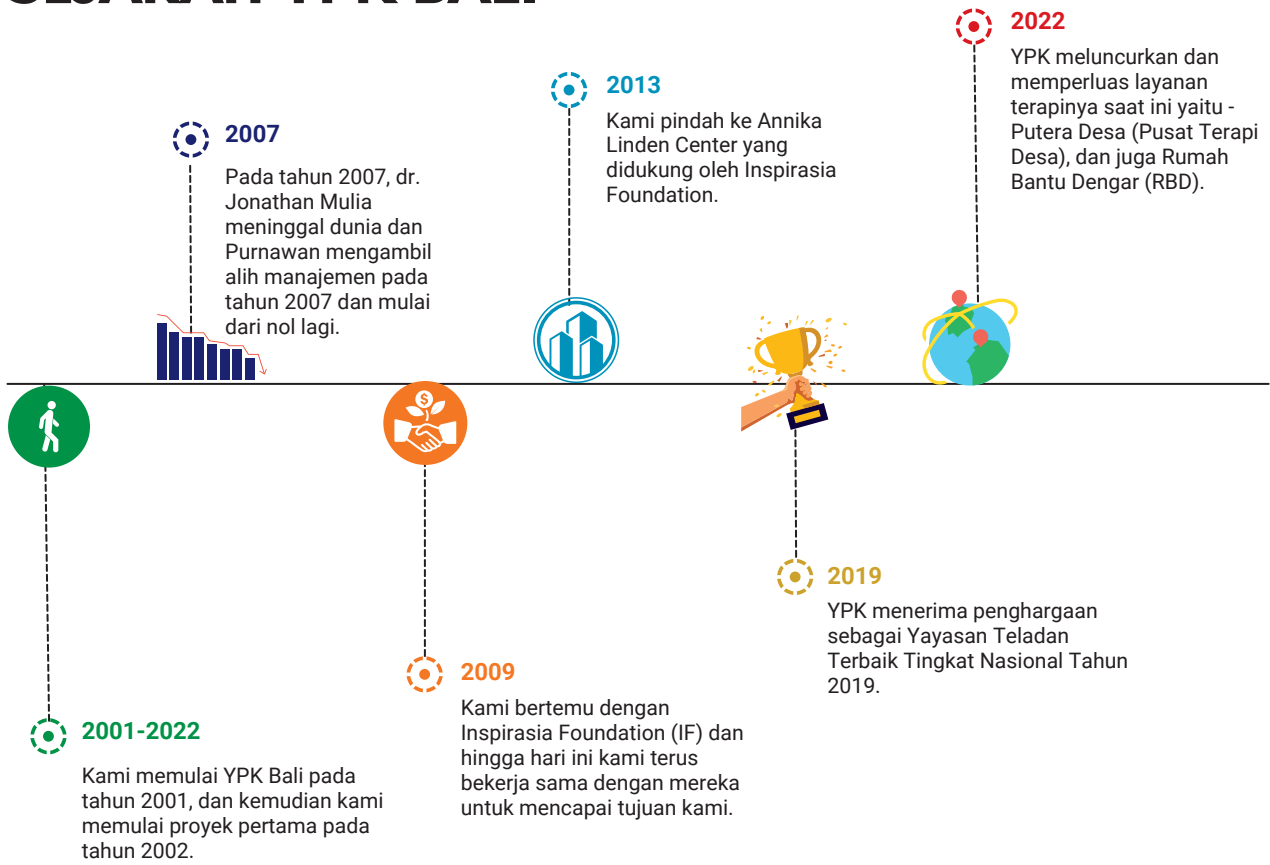 SEJARAH YPK BALI
2007
Pada tahun 2007, dr.
Jonathan Mulia
meninggal dunia dan
Purnawan mengambil
alih manajemen pada
tahun 2007 dan mulai
dari nol lagi.
2013
Kami pindah ke Annika
Linden Center yang
didukung oleh Inspirasia
Foundation.
2022
YPK meluncurkan dan
memperluas layanan
terapinya saat ini yaitu -
Putera Desa (Pusat Terapi
Desa), dan juga Rumah
Bantu Dengar (RBD).
$
2001-2022
Kami memulai YPK Bali pada
tahun 2001, dan kemudian kami
memulai proyek pertama pada
tahun 2002.
2009
Kami bertemu dengan
Inspirasia Foundation (IF) dan
hingga hari ini kami terus
bekerja sama dengan mereka
untuk mencapai tujuan kami.
2019
YPK menerima penghargaan
sebagai Yayasan Teladan
Terbaik Tingkat Nasional Tahun
2019.